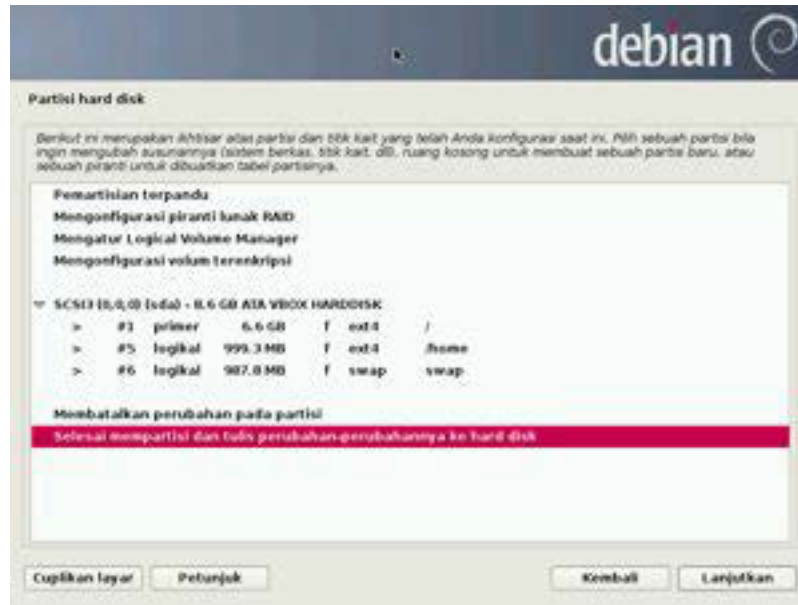 debian
Partisi hard disk
Berikut ini merupakan ikhtisar atas partisi dan titik kait yang telah Anda konfigurasi saat ini. Pilih sebuah partisi bila
ingin mengubah susunannya (sistem berkas, titik kait, dll), ruang kosong untuk membuat sebuah partisi baru, atau
sebuah piranti untuk dibuatkan tabel partisinya.
Pemartisian terpandu
Mengonfigurasi piranti lunak RAID
Mengatur Logical Volume Manager
Mengonfigurasi volum terenkripsi
SCSI3 (0,0,0) (sda) - 8.6 GB ATA VBOX HARDDISK
> #1 primer 6.6 GB f ext4 /
> #5 logikal 999.3 MB f ext4 /home
> #6 logikal 987.8 MB f swap swap
Membatalkan perubahan pada partisi
Selesai mempartisi dan tulis perubahan-perubahannya ke hard disk
Cuplikan layar Petunjuk Kembali Lanjutkan